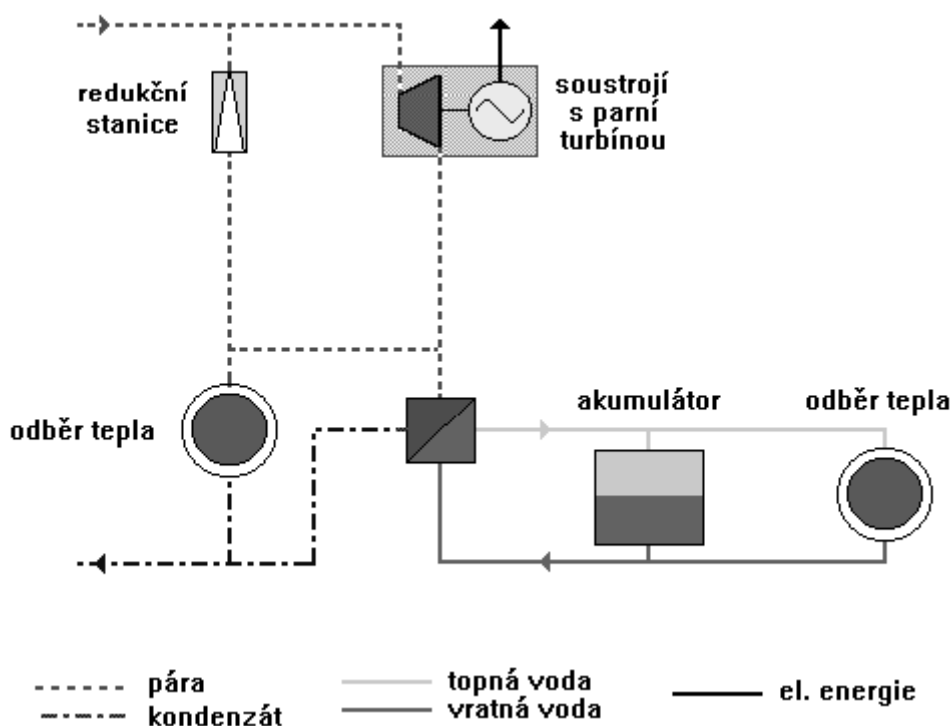 redukční
stanice
soustrojí
s parní
turbínou
odběr tepla
akumulátor
odběr tepla
pára
kondenzát
topná voda
vratná voda
el. energie